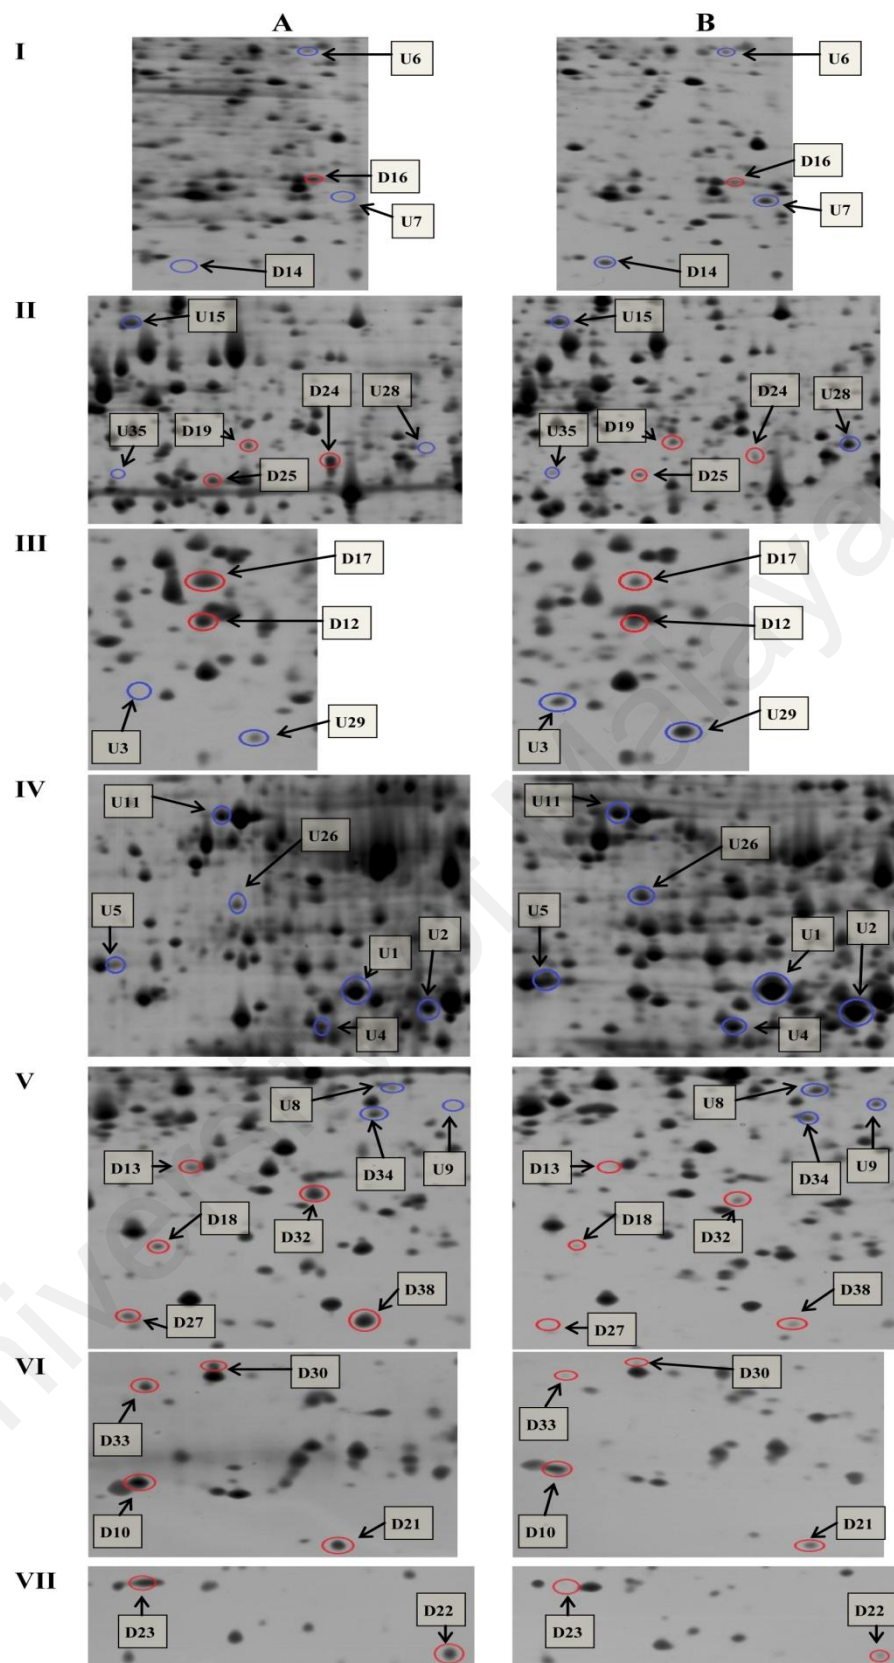 A B
I
U6 U6
D16 D16
U7 U7
D14 D14
II
U15 U15
D24 U28 D24 U28
U35 D19 U35 D19
D25 D25
III
D17 D17
D12 D12
U3 U29 U3 U29
IV
U11 U11
U26 U26
U5 U5
U1 U2 U1 U2
U4 U4
V
U8 U8
D13 D34 U9 D13 D34 U9
D18 D32 D18 D32
D27 D38 D27 D38
VI
D30 D30
D33 D33
D10 D21 D10 D21
VII
D23 D22 D23 D22
University of Malaya